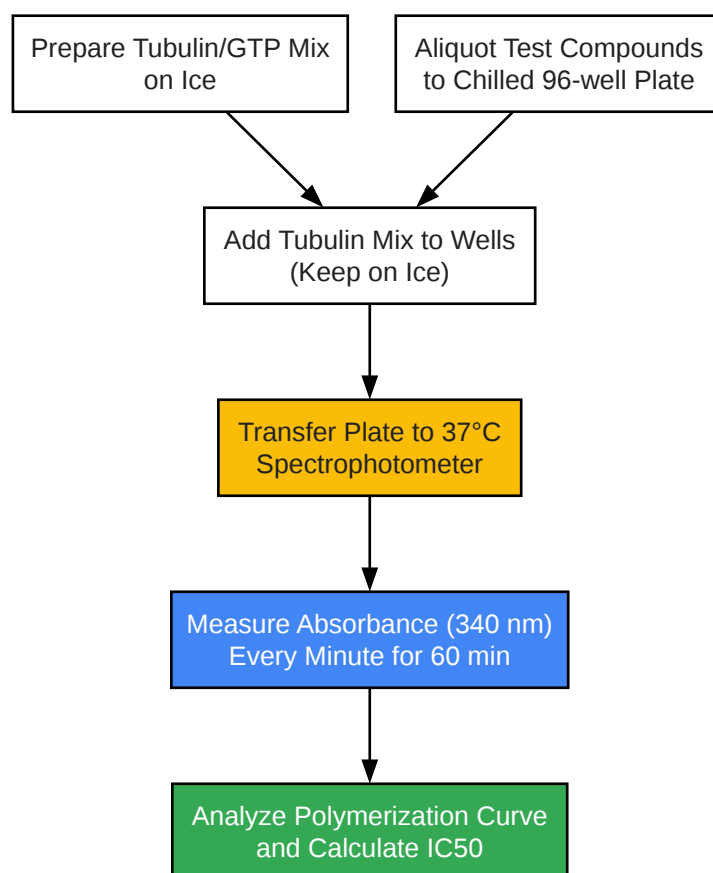 Prepare Tubulin/GTP Mix
on Ice
Aliquot Test Compounds
to Chilled 96-well Plate
Add Tubulin Mix to Wells
(Keep on Ice)
Transfer Plate to 37°C
Spectrophotometer
Measure Absorbance (340 nm)
Every Minute for 60 min
Analyze Polymerization Curve
and Calculate IC50